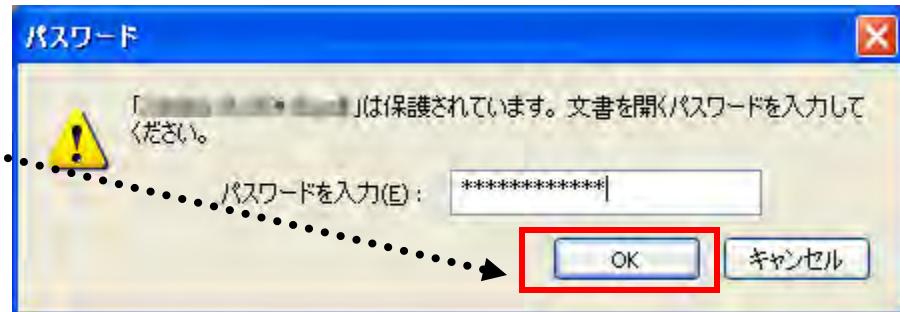 パスワード
「」は保護されています。文書を開くパスワードを入力して
ください。
パスワードを入力(E)： ************
OK キャンセル